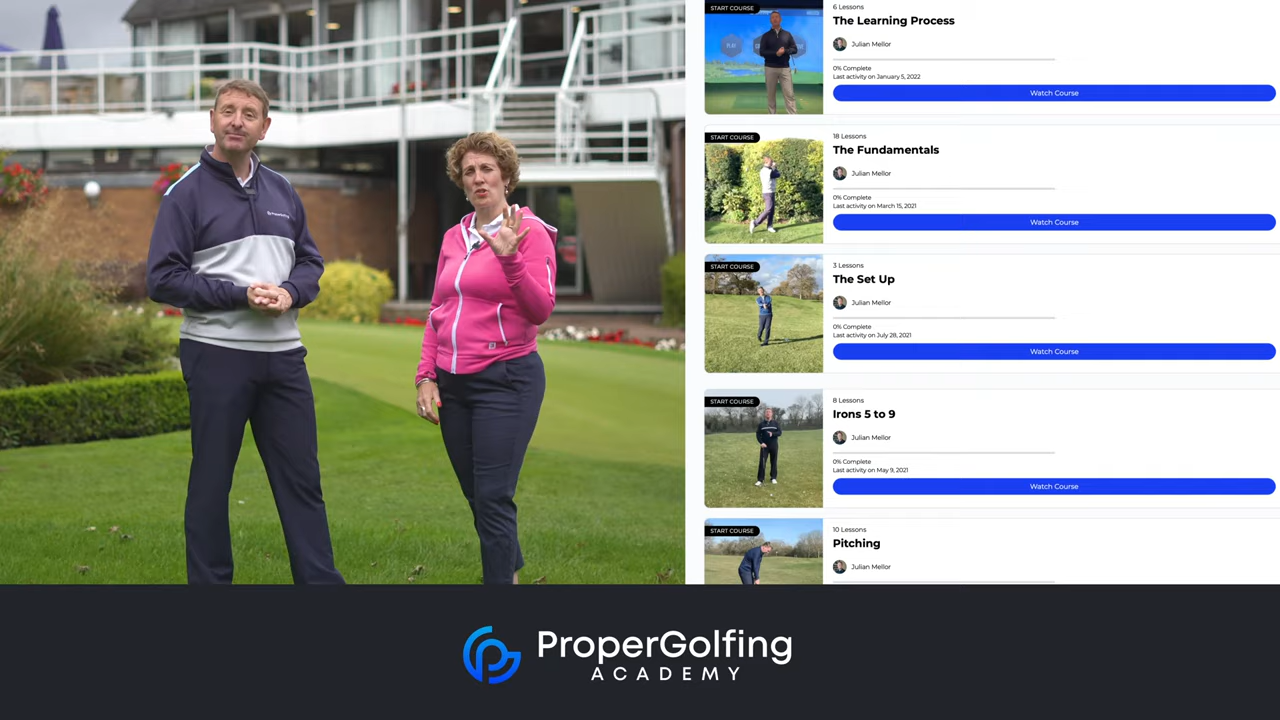 ProperGolfing
START COURSE
6 Lessons
The Learning Process
Julian Mellor
0% Complete
Last activity on January 5, 2022
Watch Course
START COURSE
18 Lessons
The Fundamentals
Julian Mellor
0% Complete
Last activity on March 15, 2021
Watch Course
START COURSE
3 Lessons
The Set Up
Julian Mellor
0% Complete
Last activity on July 28, 2021
Watch Course
START COURSE
8 Lessons
Irons 5 to 9
Julian Mellor
0% Complete
Last activity on May 9, 2021
Watch Course
START COURSE
10 Lessons
Pitching
Julian Mellor
ProperGolfing
ACADEMY